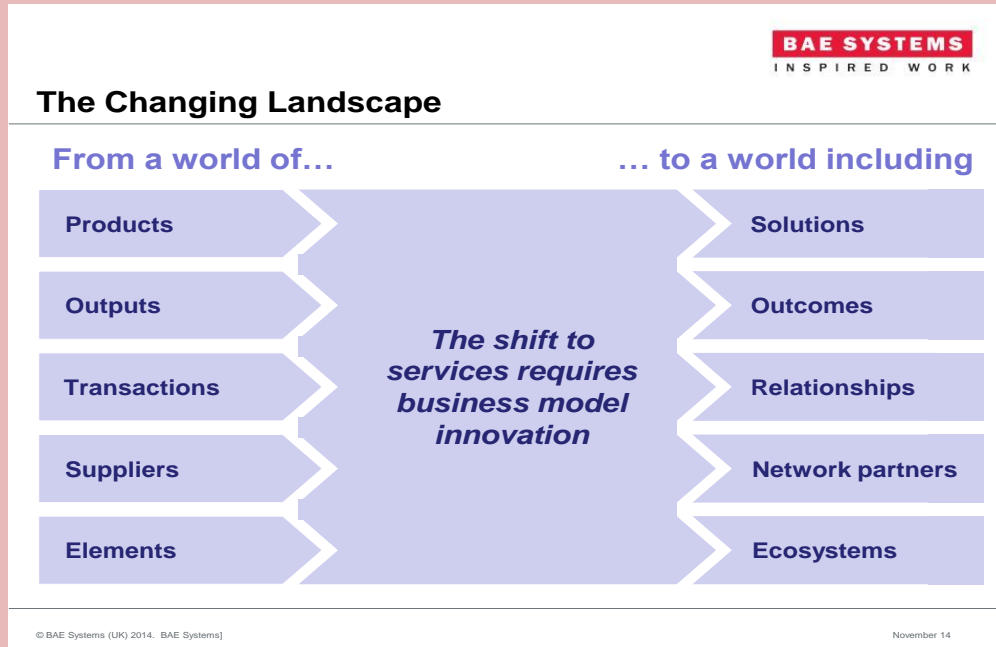 BAE SYSTEMS
INSPIRED WORK
The Changing Landscape
From a world of…
… to a world including
Products
Solutions
Outputs
Outcomes
The shift to
services requires
business model
innovation
Transactions
Relationships
Suppliers
Network partners
Elements
Ecosystems
© BAE Systems (UK) 2014. BAE Systems]
November 14